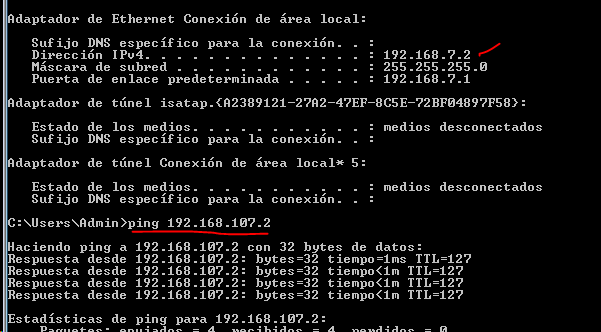 Adaptador de Ethernet Conexión de área local:
Sufijo DNS específico para la conexión. . :
Dirección IPv4. . . . . . . . . . . . . . : 192.168.7.2
Máscara de subred . . . . . . . . . . . . : 255.255.255.0
Puerta de enlace predeterminada . . . . . : 192.168.7.1
Adaptador de túnel isatap.{A2389121-27A2-47EF-8C5E-72BF04897F58}:
Estado de los medios. . . . . . . . . . . : medios desconectados
Sufijo DNS específico para la conexión. . :
Adaptador de túnel Conexión de área local* 5:
Estado de los medios. . . . . . . . . . . : medios desconectados
Sufijo DNS específico para la conexión. . :
C:\Users\Admin>ping 192.168.107.2
Haciendo ping a 192.168.107.2 con 32 bytes de datos:
Respuesta desde 192.168.107.2: bytes=32 tiempo=1ms TTL=127
Respuesta desde 192.168.107.2: bytes=32 tiempo<1m TTL=127
Respuesta desde 192.168.107.2: bytes=32 tiempo<1m TTL=127
Respuesta desde 192.168.107.2: bytes=32 tiempo<1m TTL=127
Estadísticas de ping para 192.168.107.2:
Paquetes: enviados = 4, recibidos = 4, perdidos = 0